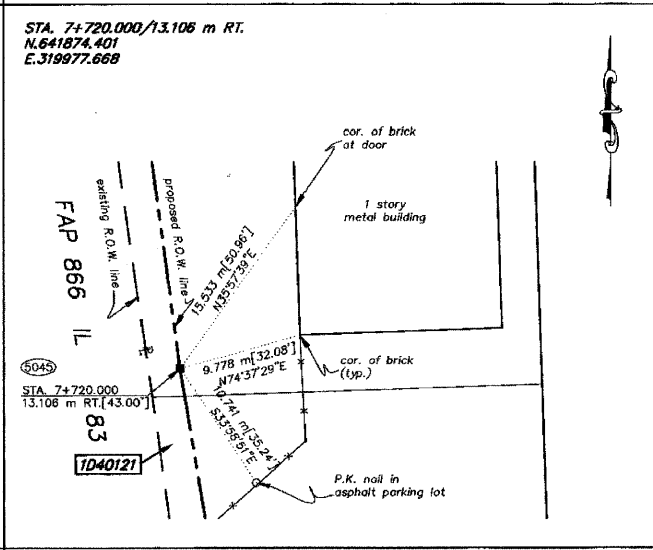 STA. 7+720.000/13.106 m RT.
N.641874.401
E.319977.668
cor. of brick
at door
1 story
metal building
existing R.O.W. line
proposed R.O.W. line
FAP 866 IL 83
15.533 m[50.96']
N35°57'39"E
9.778 m[32.08']
N74°37'29"E
cor. of brick
(typ.)
5045
STA. 7+720.000
13.106 m RT.[43.00']
10.741 m[35.24']
S33°58'51"E
1D40121
P.K. nail in
asphalt parking lot